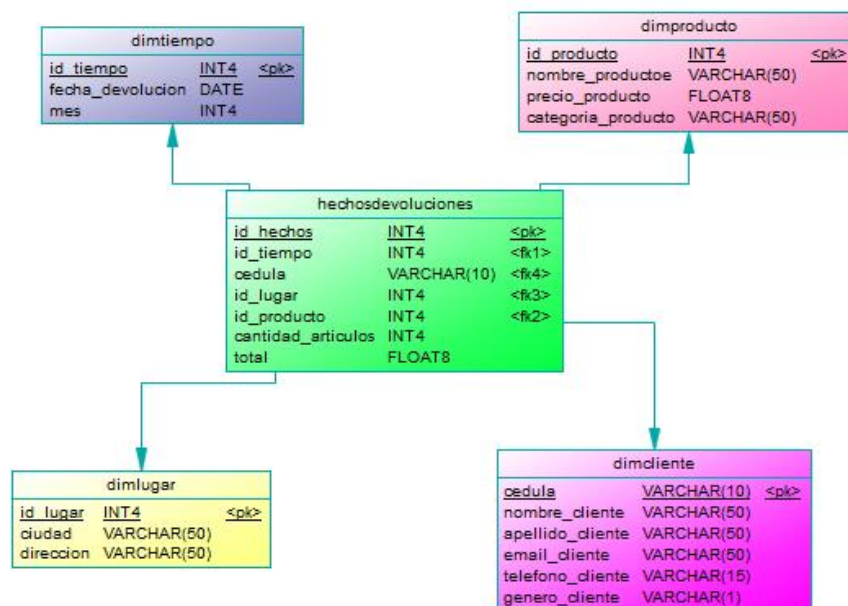 dimtiempo
id_tiempo INT4 <pk>
fecha_devolucion DATE
mes INT4
dimproducto
id_producto INT4 <pk>
nombre_productoe VARCHAR(50)
precio_producto FLOAT8
categoria_producto VARCHAR(50)
hechosdevoluciones
id_hechos INT4 <pk>
id_tiempo INT4 <fk1>
cedula VARCHAR(10) <fk4>
id_lugar INT4 <fk3>
id_producto INT4 <fk2>
cantidad_articulos INT4
total FLOAT8
dimlugar
id_lugar INT4 <pk>
ciudad VARCHAR(50)
direccion VARCHAR(50)
dimcliente
cedula VARCHAR(10) <pk>
nombre_cliente VARCHAR(50)
apellido_cliente VARCHAR(50)
email_cliente VARCHAR(50)
telefono_cliente VARCHAR(15)
genero_cliente VARCHAR(1)